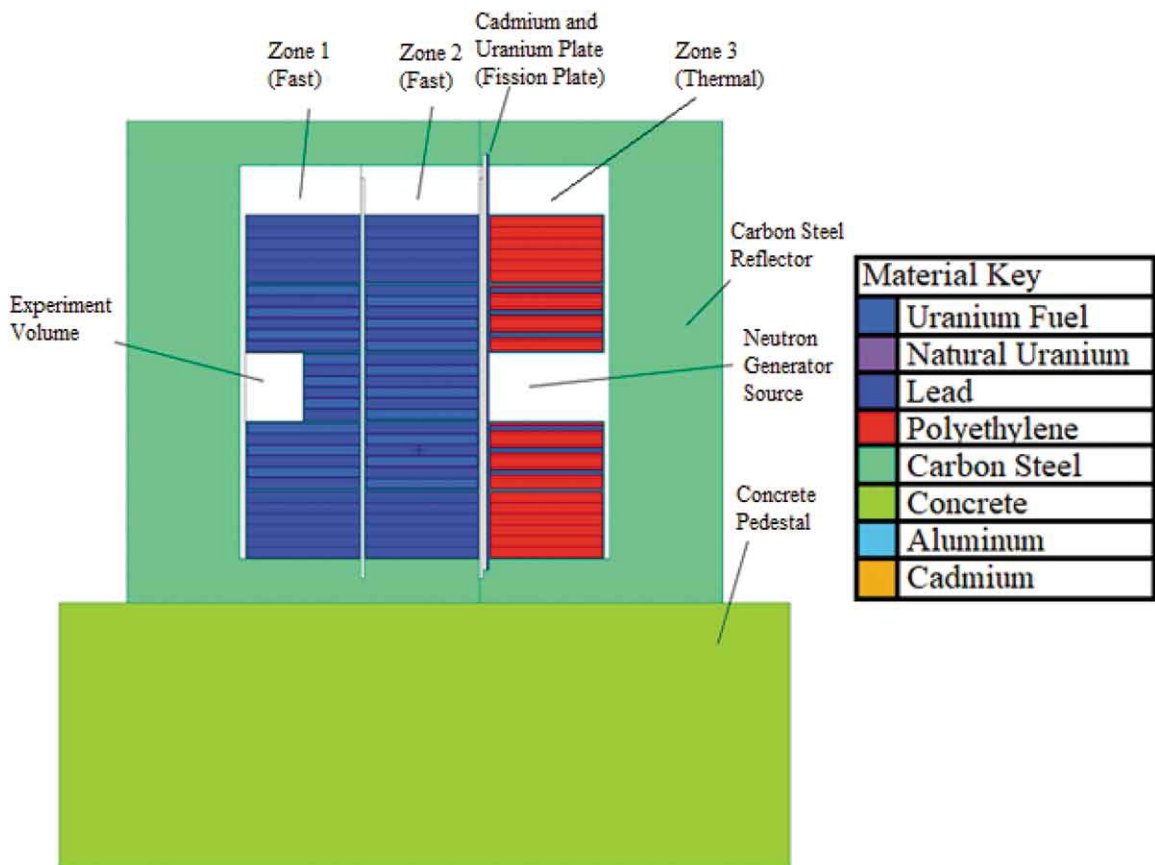 Zone 1
(Fast)
Zone 2
(Fast)
Cadmium and
Uranium Plate
(Fission Plate)
Zone 3
(Thermal)
Experiment
Volume
Carbon Steel
Reflector
Neutron
Generator
Source
Concrete
Pedestal
Material Key
Uranium Fuel
Natural Uranium
Lead
Polyethylene
Carbon Steel
Concrete
Aluminum
Cadmium